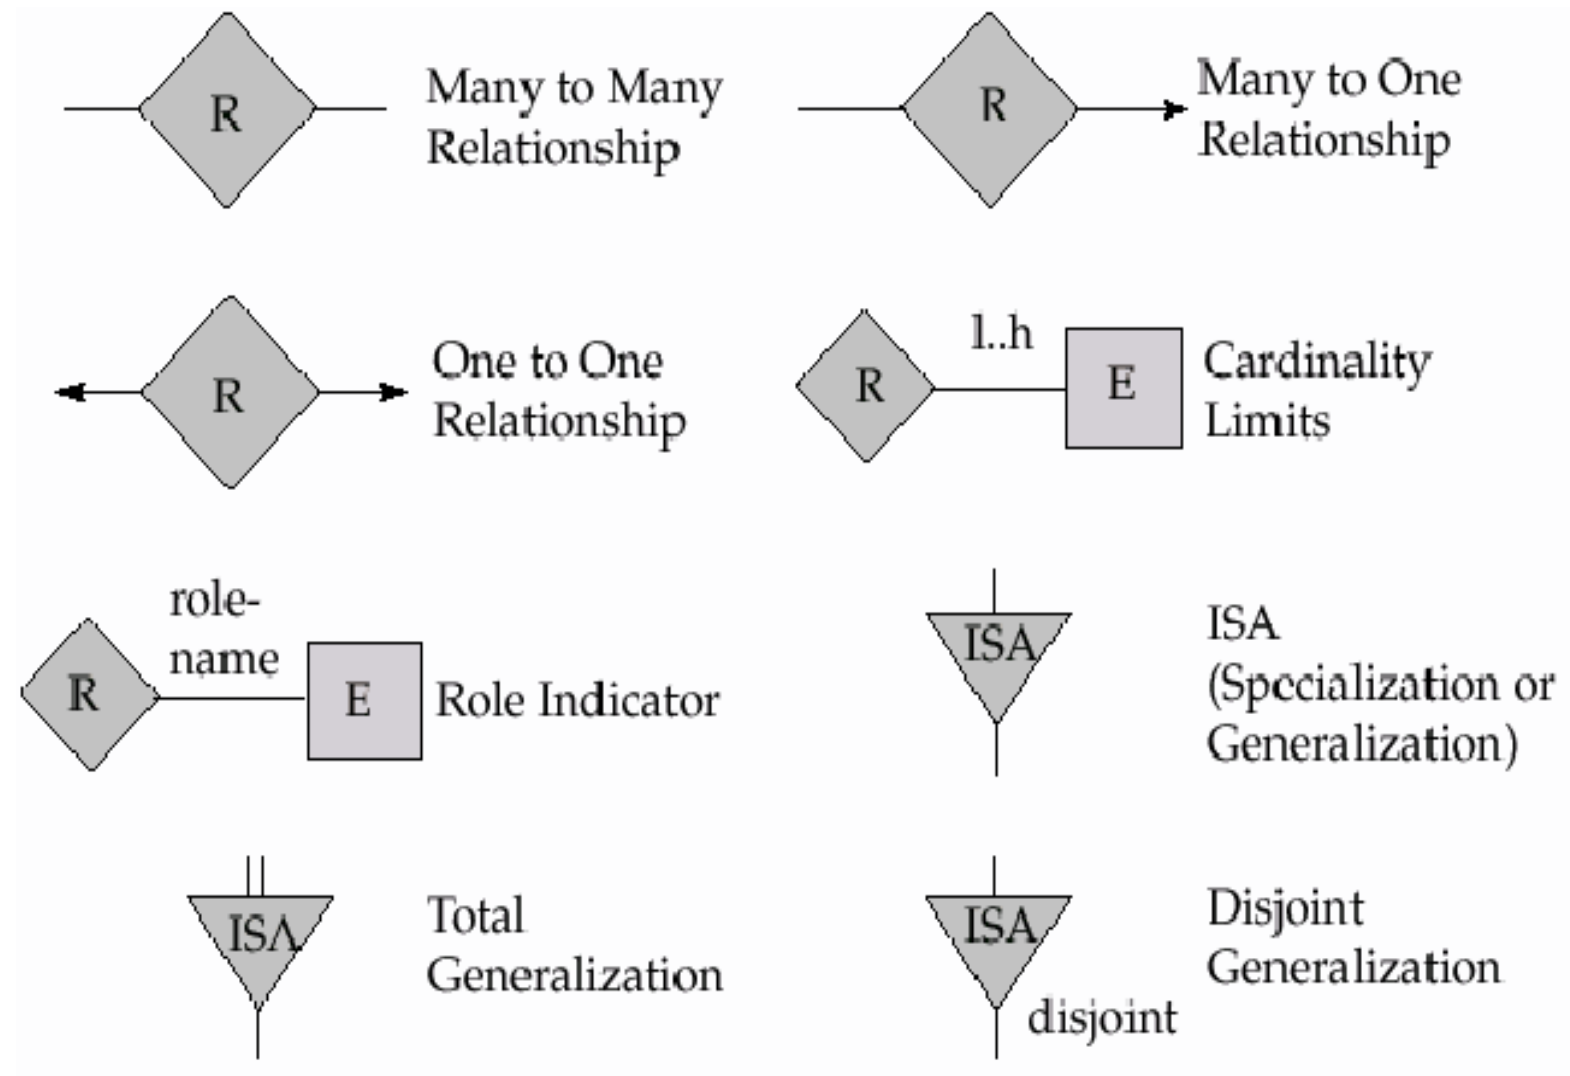 R
Many to Many
Relationship
R
Many to One
Relationship
R
One to One
Relationship
R
l..h
E
Cardinality
Limits
R
role-
name
E
Role Indicator
ISA
ISA
(Specialization or
Generalization)
ISA
Total
Generalization
ISA
disjoint
Disjoint
Generalization